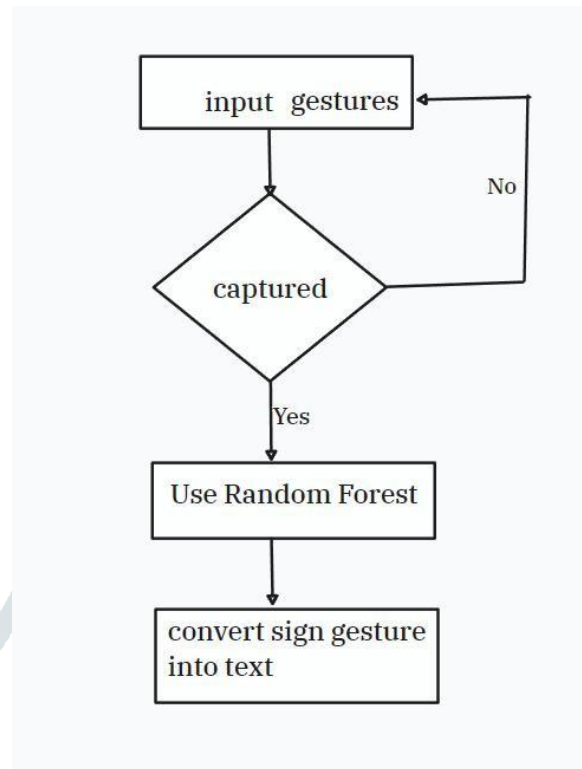 input gestures
No
captured
Yes
Use Random Forest
convert sign gesture
into text